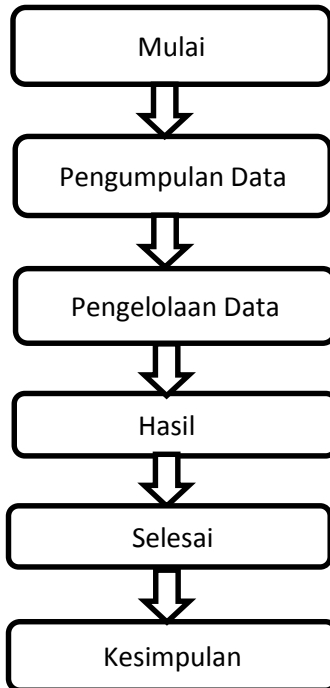 Mulai
Pengumpulan Data
Pengelolaan Data
Hasil
Selesai
Kesimpulan